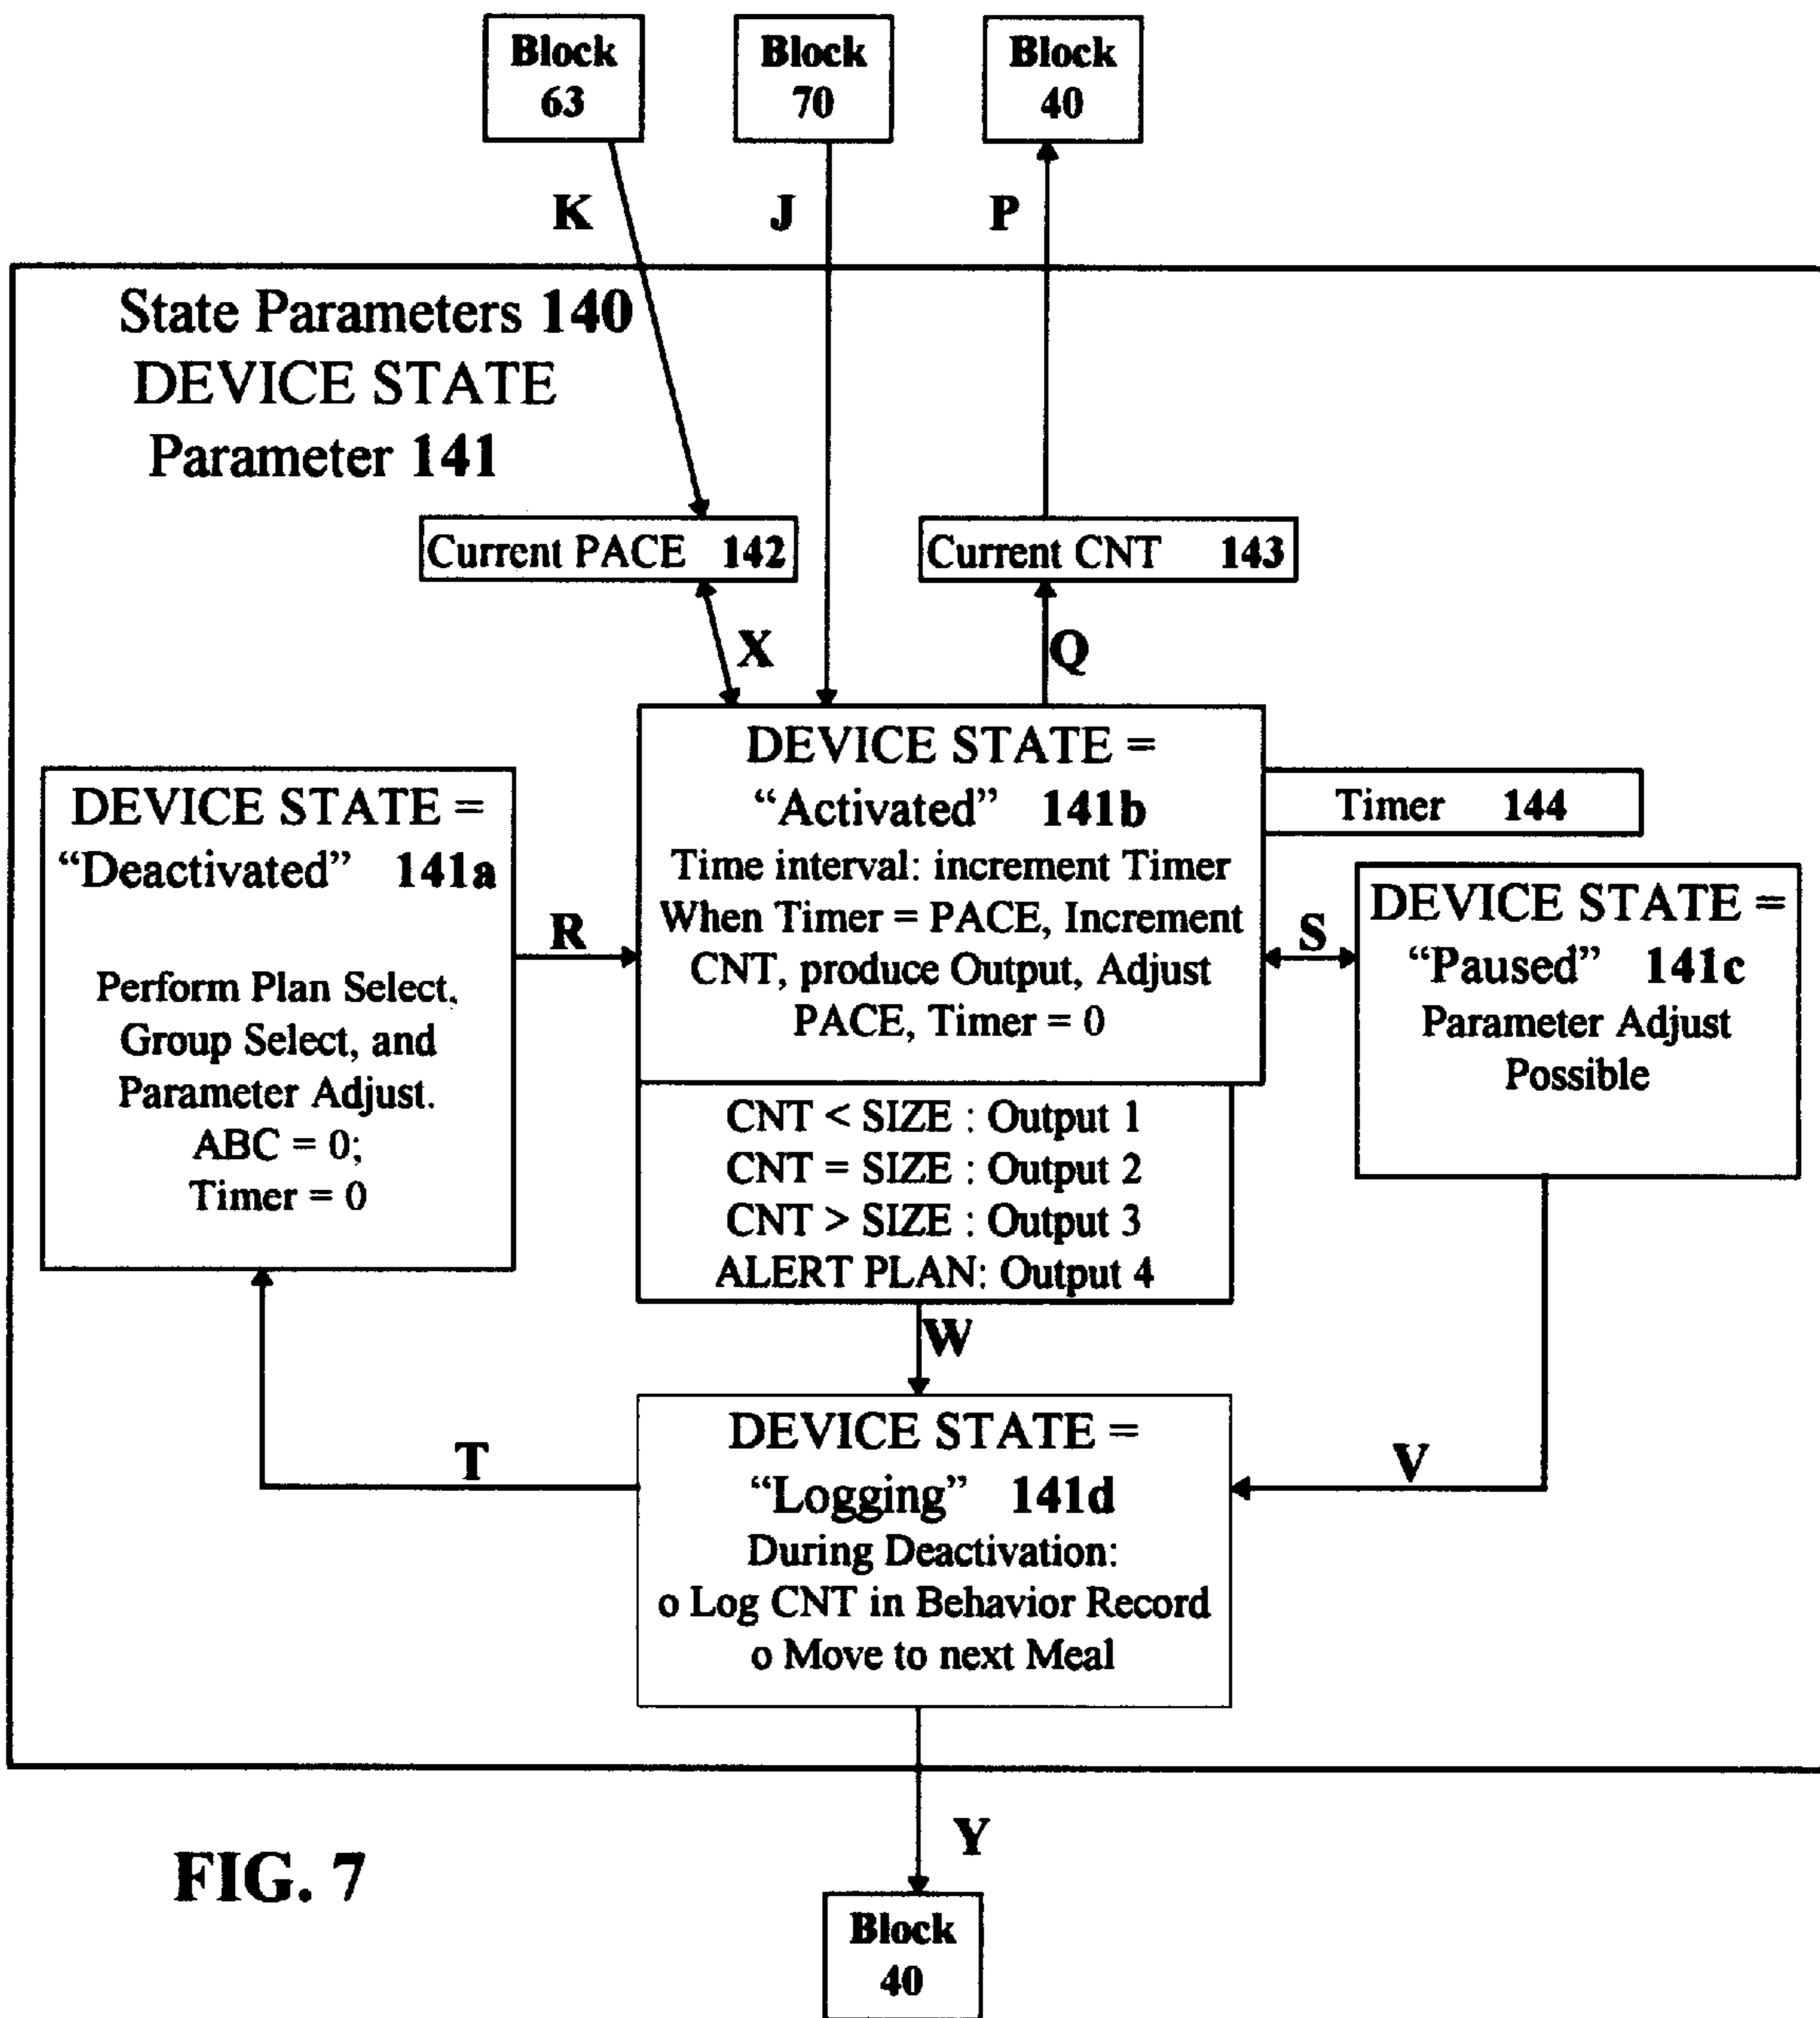 Block
63
Block
70
Block
40
K
J
P
State Parameters 140
DEVICE STATE
Parameter 141
Current PACE 142
Current CNT 143
X
Q
DEVICE STATE =
“Deactivated” 141a
Perform Plan Select,
Group Select, and
Parameter Adjust.
ABC = 0;
Timer = 0
R
DEVICE STATE =
“Activated” 141b
Time interval: increment Timer
When Timer = PACE, Increment
CNT, produce Output, Adjust
PACE, Timer = 0
CNT < SIZE : Output 1
CNT = SIZE : Output 2
CNT > SIZE : Output 3
ALERT PLAN: Output 4
Timer 144
S
DEVICE STATE =
“Paused” 141c
Parameter Adjust
Possible
W
T
V
DEVICE STATE =
“Logging” 141d
During Deactivation:
o Log CNT in Behavior Record
o Move to next Meal
Y
FIG. 7
Block
40